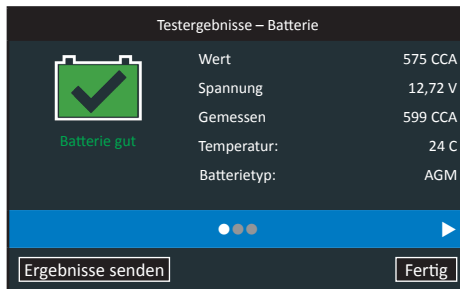 Testergebnisse – Batterie
Wert 575 CCA
Spannung 12,72 V
Gemessen 599 CCA
Batterie gut
Temperatur: 24 C
Batterietyp: AGM
Ergebnisse senden Fertig